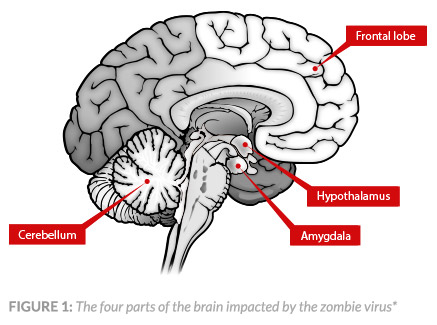 Frontal lobe
Hypothalamus
Cerebellum
Amygdala
FIGURE 1: The four parts of the brain impacted by the zombie virus*